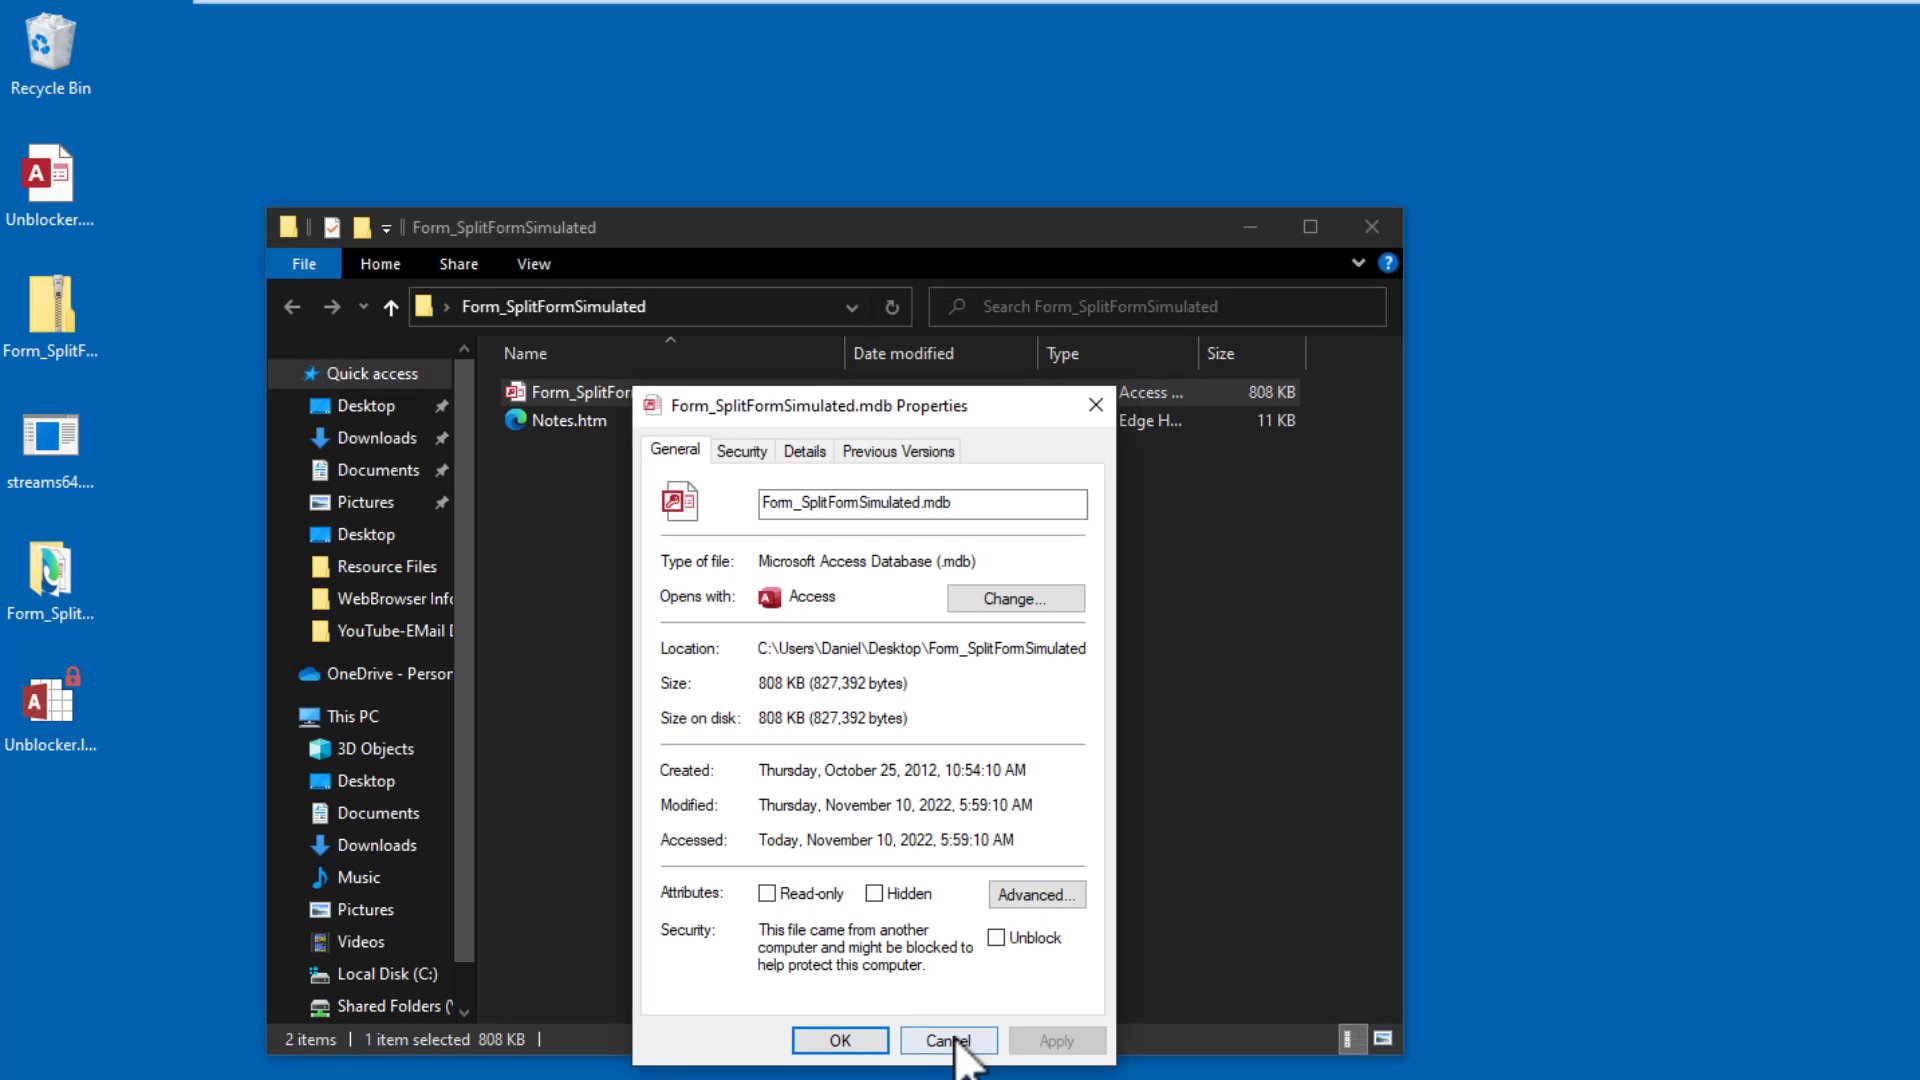 Recycle Bin
Unblocker....
Form_SplitF...
streams64....
Form_Split...
Unblocker.l...
Form_SplitFormSimulated
File Home Share View
Form_SplitFormSimulated
Search Form_SplitFormSimulated
Name Date modified Type Size
Form_SplitFor Access ... 808 KB
Notes.htm Edge H... 11 KB
Quick access
Desktop
Downloads
Documents
Pictures
Desktop
Resource Files
WebBrowser Info
YouTube-EMail D
OneDrive - Person
This PC
3D Objects
Desktop
Documents
Downloads
Music
Pictures
Videos
Local Disk (C:)
Shared Folders (
2 items 1 item selected 808 KB
Form_SplitFormSimulated.mdb Properties
General Security Details Previous Versions
Form_SplitFormSimulated.mdb
Type of file: Microsoft Access Database (.mdb)
Opens with: Access Change...
Location: C:\Users\Daniel\Desktop\Form_SplitFormSimulated
Size: 808 KB (827,392 bytes)
Size on disk: 808 KB (827,392 bytes)
Created: Thursday, October 25, 2012, 10:54:10 AM
Modified: Thursday, November 10, 2022, 5:59:10 AM
Accessed: Today, November 10, 2022, 5:59:10 AM
Attributes: Read-only Hidden Advanced...
Security: This file came from another
computer and might be blocked to
help protect this computer.
Unblock
OK Cancel Apply